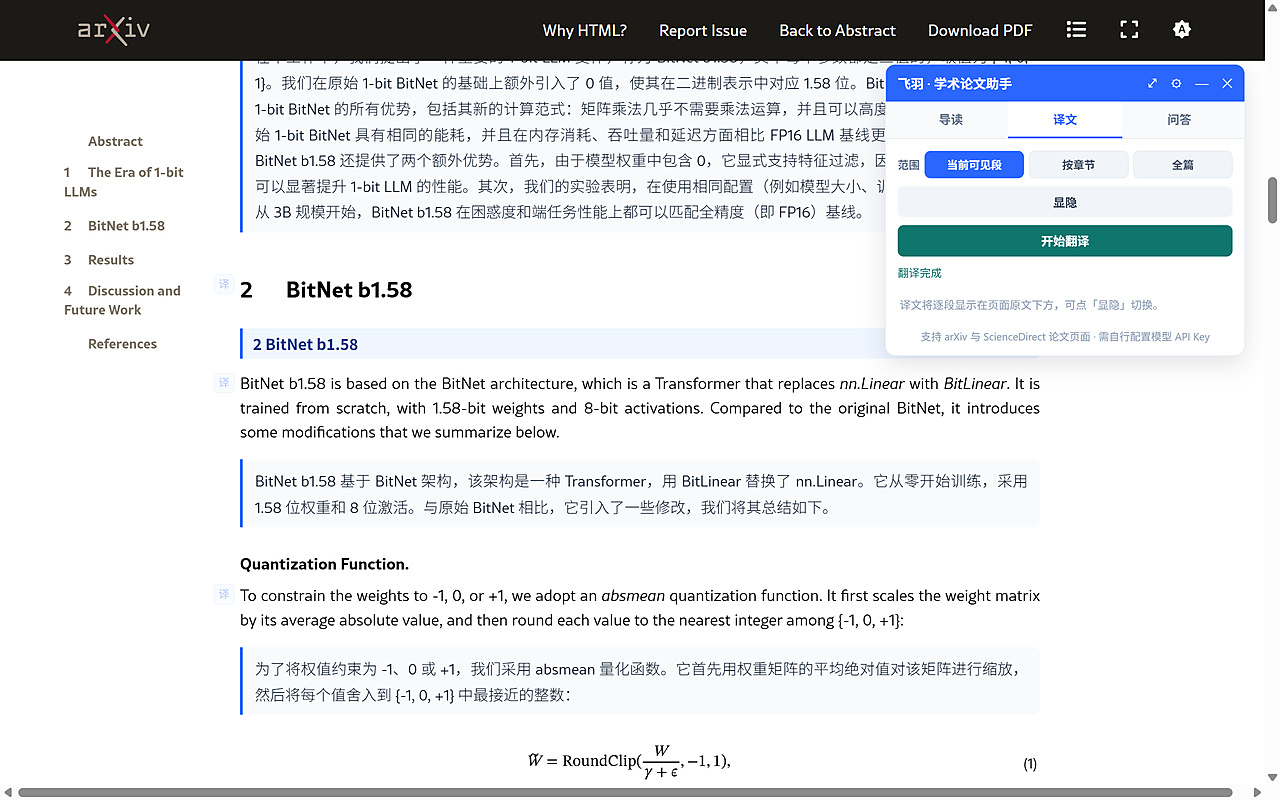 arXiv
Why HTML?
Report Issue
Back to Abstract
Download PDF
Abstract
1 The Era of 1-bit
LLMs
2 BitNet b1.58
3 Results
4 Discussion and
Future Work
References
1}。我们在原始 1-bit BitNet 的基础上额外引入了 0 值，使其在二进制表示中对应 1.58 位。
1-bit BitNet 的所有优势，包括其新的计算范式：矩阵乘法几乎不需要乘法运算，并且可以高度
始 1-bit BitNet 具有相同的能耗，并且在内存消耗、吞吐量和延迟方面相比 FP16 LLM 基线更
BitNet b1.58 还提供了两个额外优势。首先，由于模型权重中包含 0，它显式支持特征过滤，因
可以显著提升 1-bit LLM 的性能。其次，我们的实验表明，在使用相同配置（例如模型大小、
从 3B 规模开始，BitNet b1.58 在困惑度和端任务性能上都可以匹配全精度（即 FP16）基线。
飞羽 · 学术论文助手
导读
译文
问答
范围 当前可见段 按章节 全篇
显隐
开始翻译
翻译完成
译文将逐段显示在页面原文下方，可点「显隐」切换。
支持 arXiv 与 ScienceDirect 论文页面 · 需自行配置模型 API Key
译
2 BitNet b1.58
2 BitNet b1.58
译
BitNet b1.58 is based on the BitNet architecture, which is a Transformer that replaces nn.Linear with BitLinear. It is
trained from scratch, with 1.58-bit weights and 8-bit activations. Compared to the original BitNet, it introduces
some modifications that we summarize below.
BitNet b1.58 基于 BitNet 架构，该架构是一种 Transformer，用 BitLinear 替换了 nn.Linear。它从零开始训练，采用
1.58 位权重和 8 位激活。与原始 BitNet 相比，它引入了一些修改，我们将其总结如下。
Quantization Function.
译
To constrain the weights to -1, 0, or +1, we adopt an absmean quantization function. It first scales the weight matrix
by its average absolute value, and then round each value to the nearest integer among {-1, 0, +1}:
为了将权值约束为 -1、0 或 +1，我们采用 absmean 量化函数。它首先用权重矩阵的平均绝对值对该矩阵进行缩放，
然后将每个值舍入到 {-1, 0, +1} 中最接近的整数：
W̃ = RoundClip(W/(γ + ϵ), −1, 1), (1)